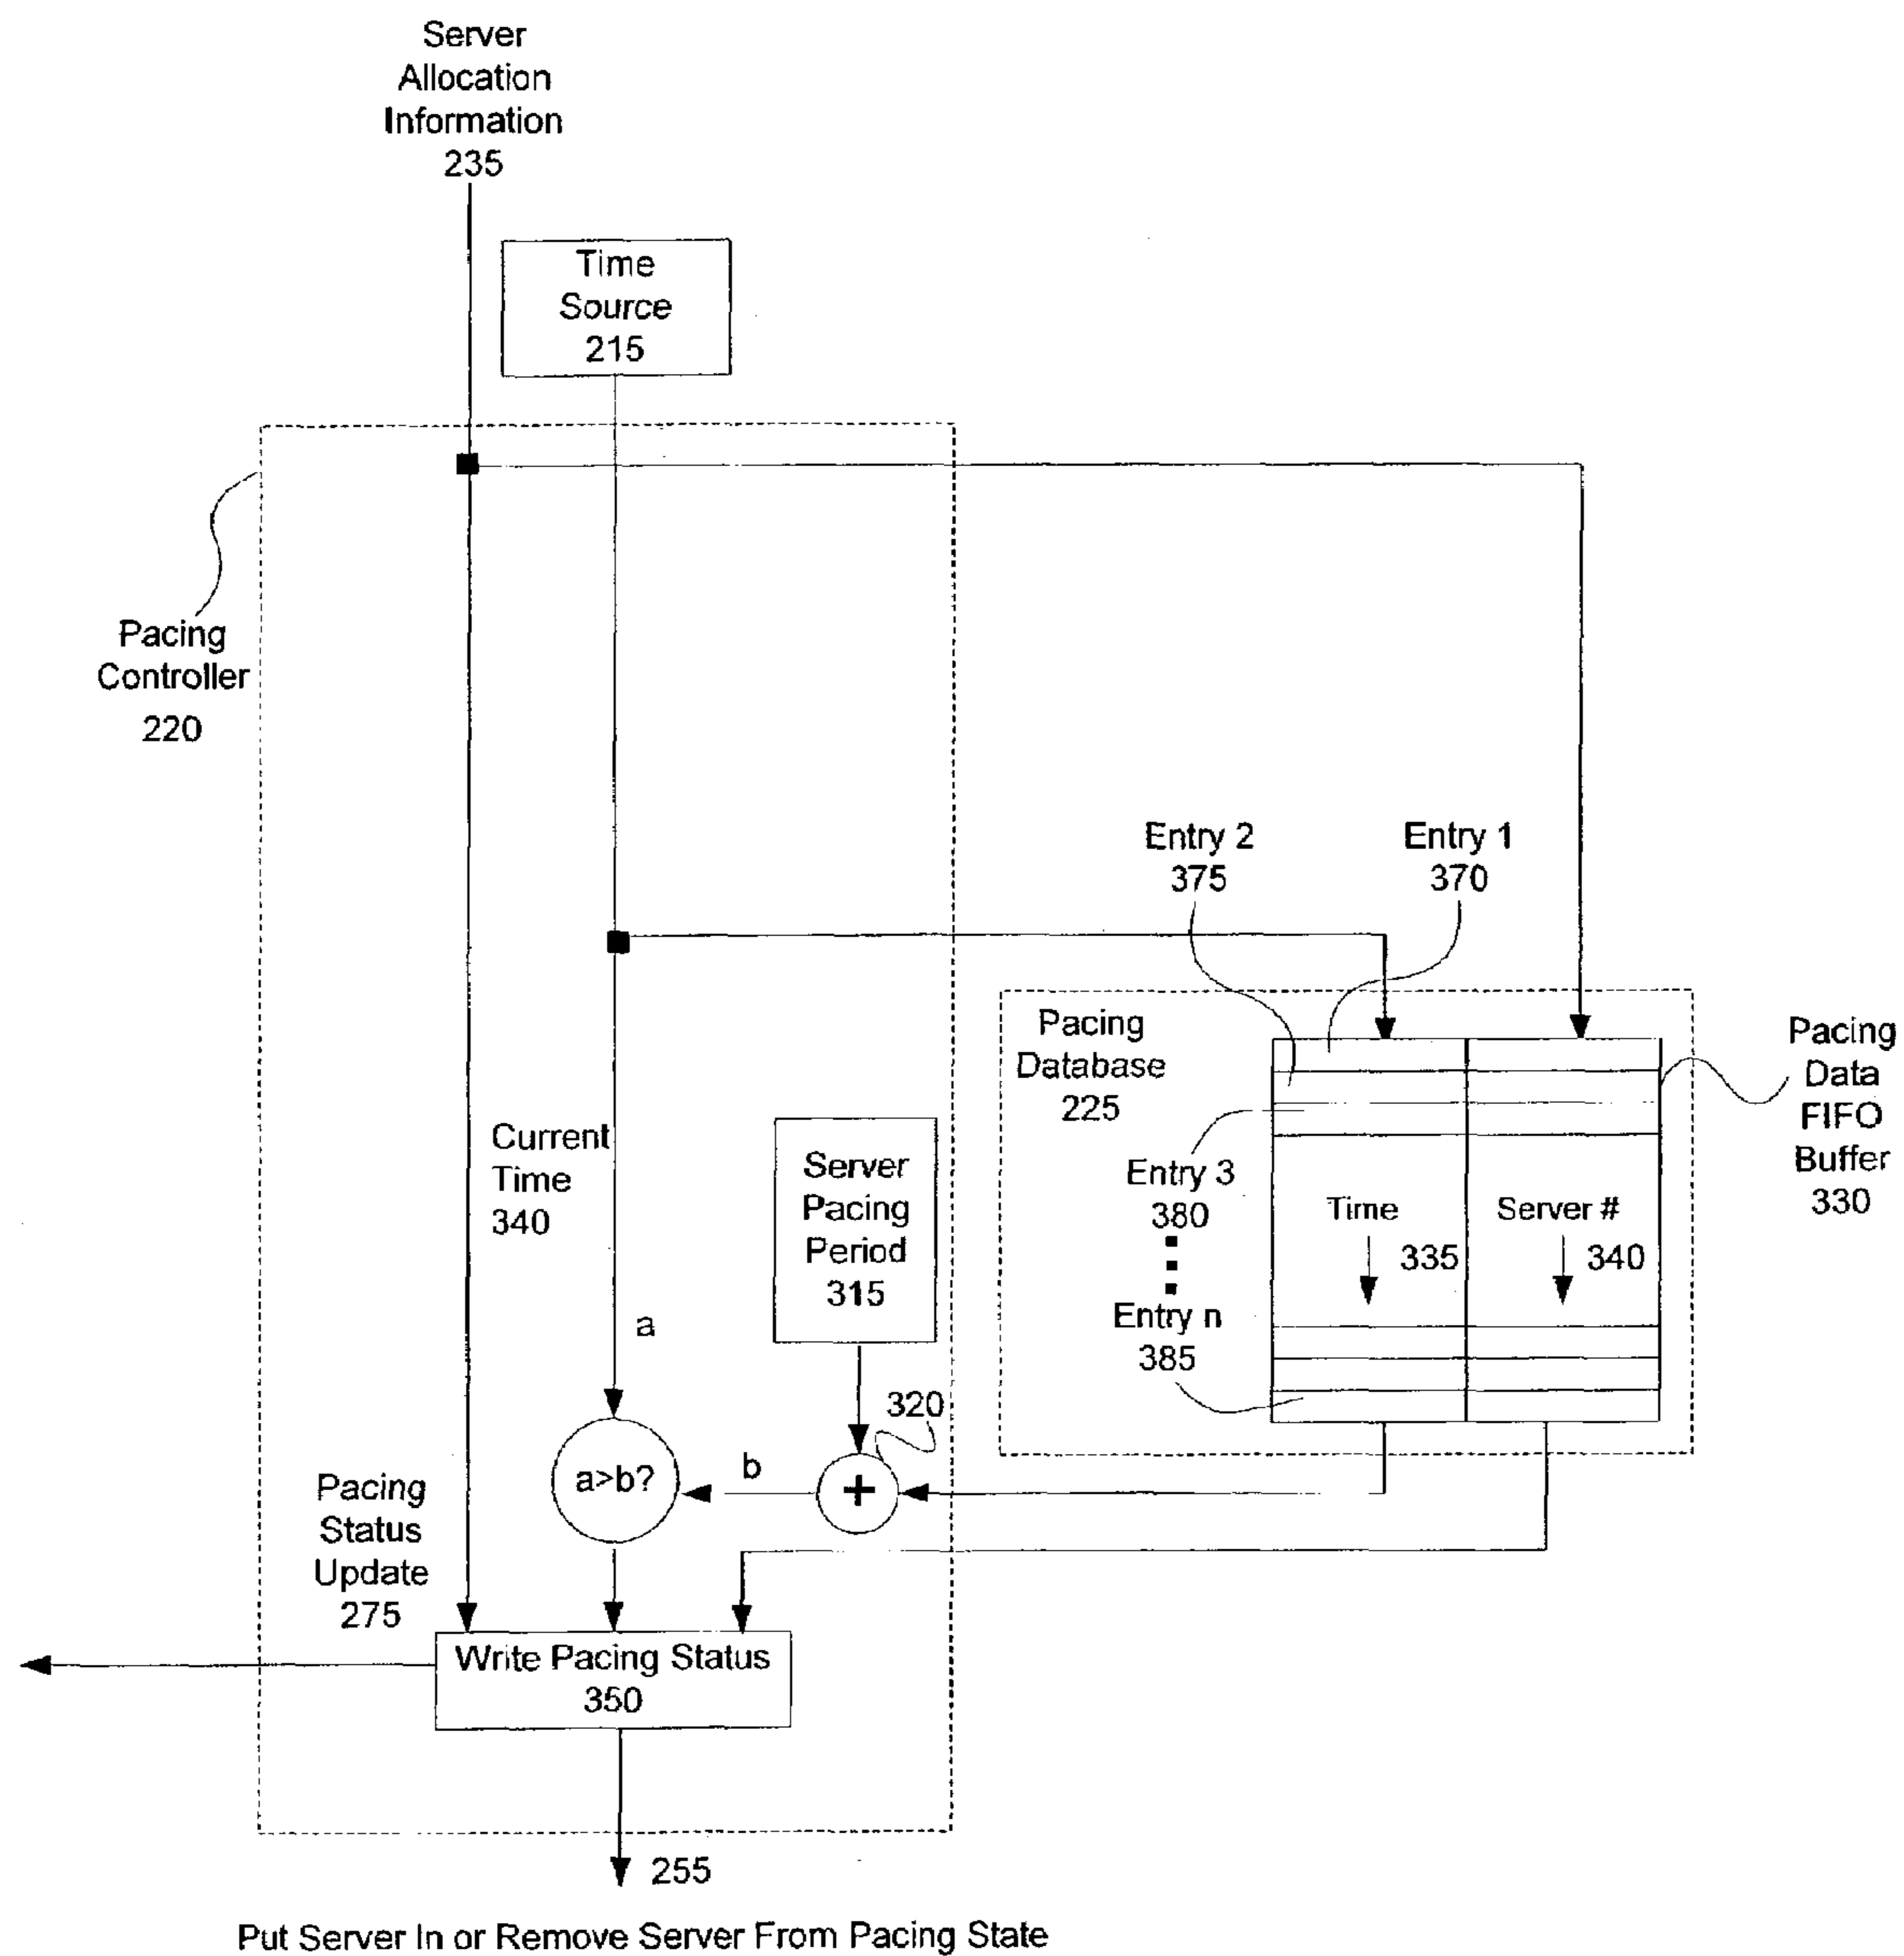 Server
Allocation
Information
235
Time
Source
215
Pacing
Controller
220
Entry 2
375
Entry 1
370
Pacing
Database
225
Pacing
Data
FIFO
Buffer
330
Current
Time
340
Server
Pacing
Period
315
Entry 3
380
Time
335
Server #
340
Entry n
385
a
320
b
a>b?
+
Pacing
Status
Update
275
Write Pacing Status
350
255
Put Server In or Remove Server From Pacing State